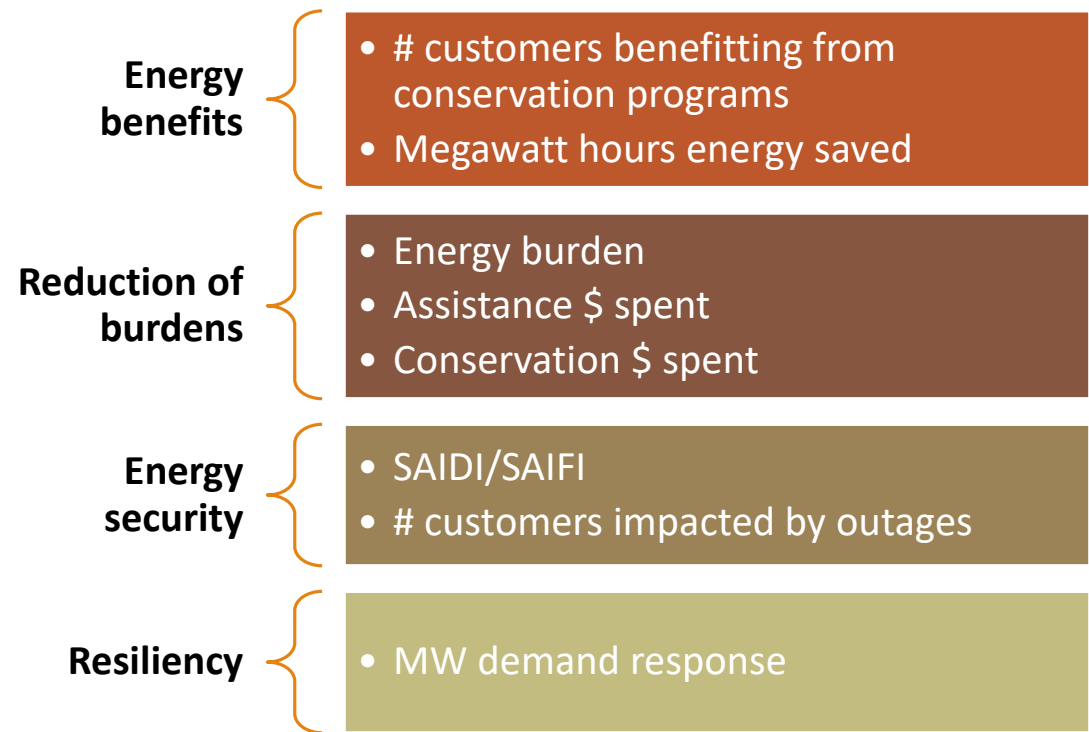 Energy
benefits
• # customers benefitting from
conservation programs
• Megawatt hours energy saved
Reduction of
burdens
• Energy burden
• Assistance $ spent
• Conservation $ spent
Energy
security
• SAIDI/SAIFI
• # customers impacted by outages
Resiliency
• MW demand response